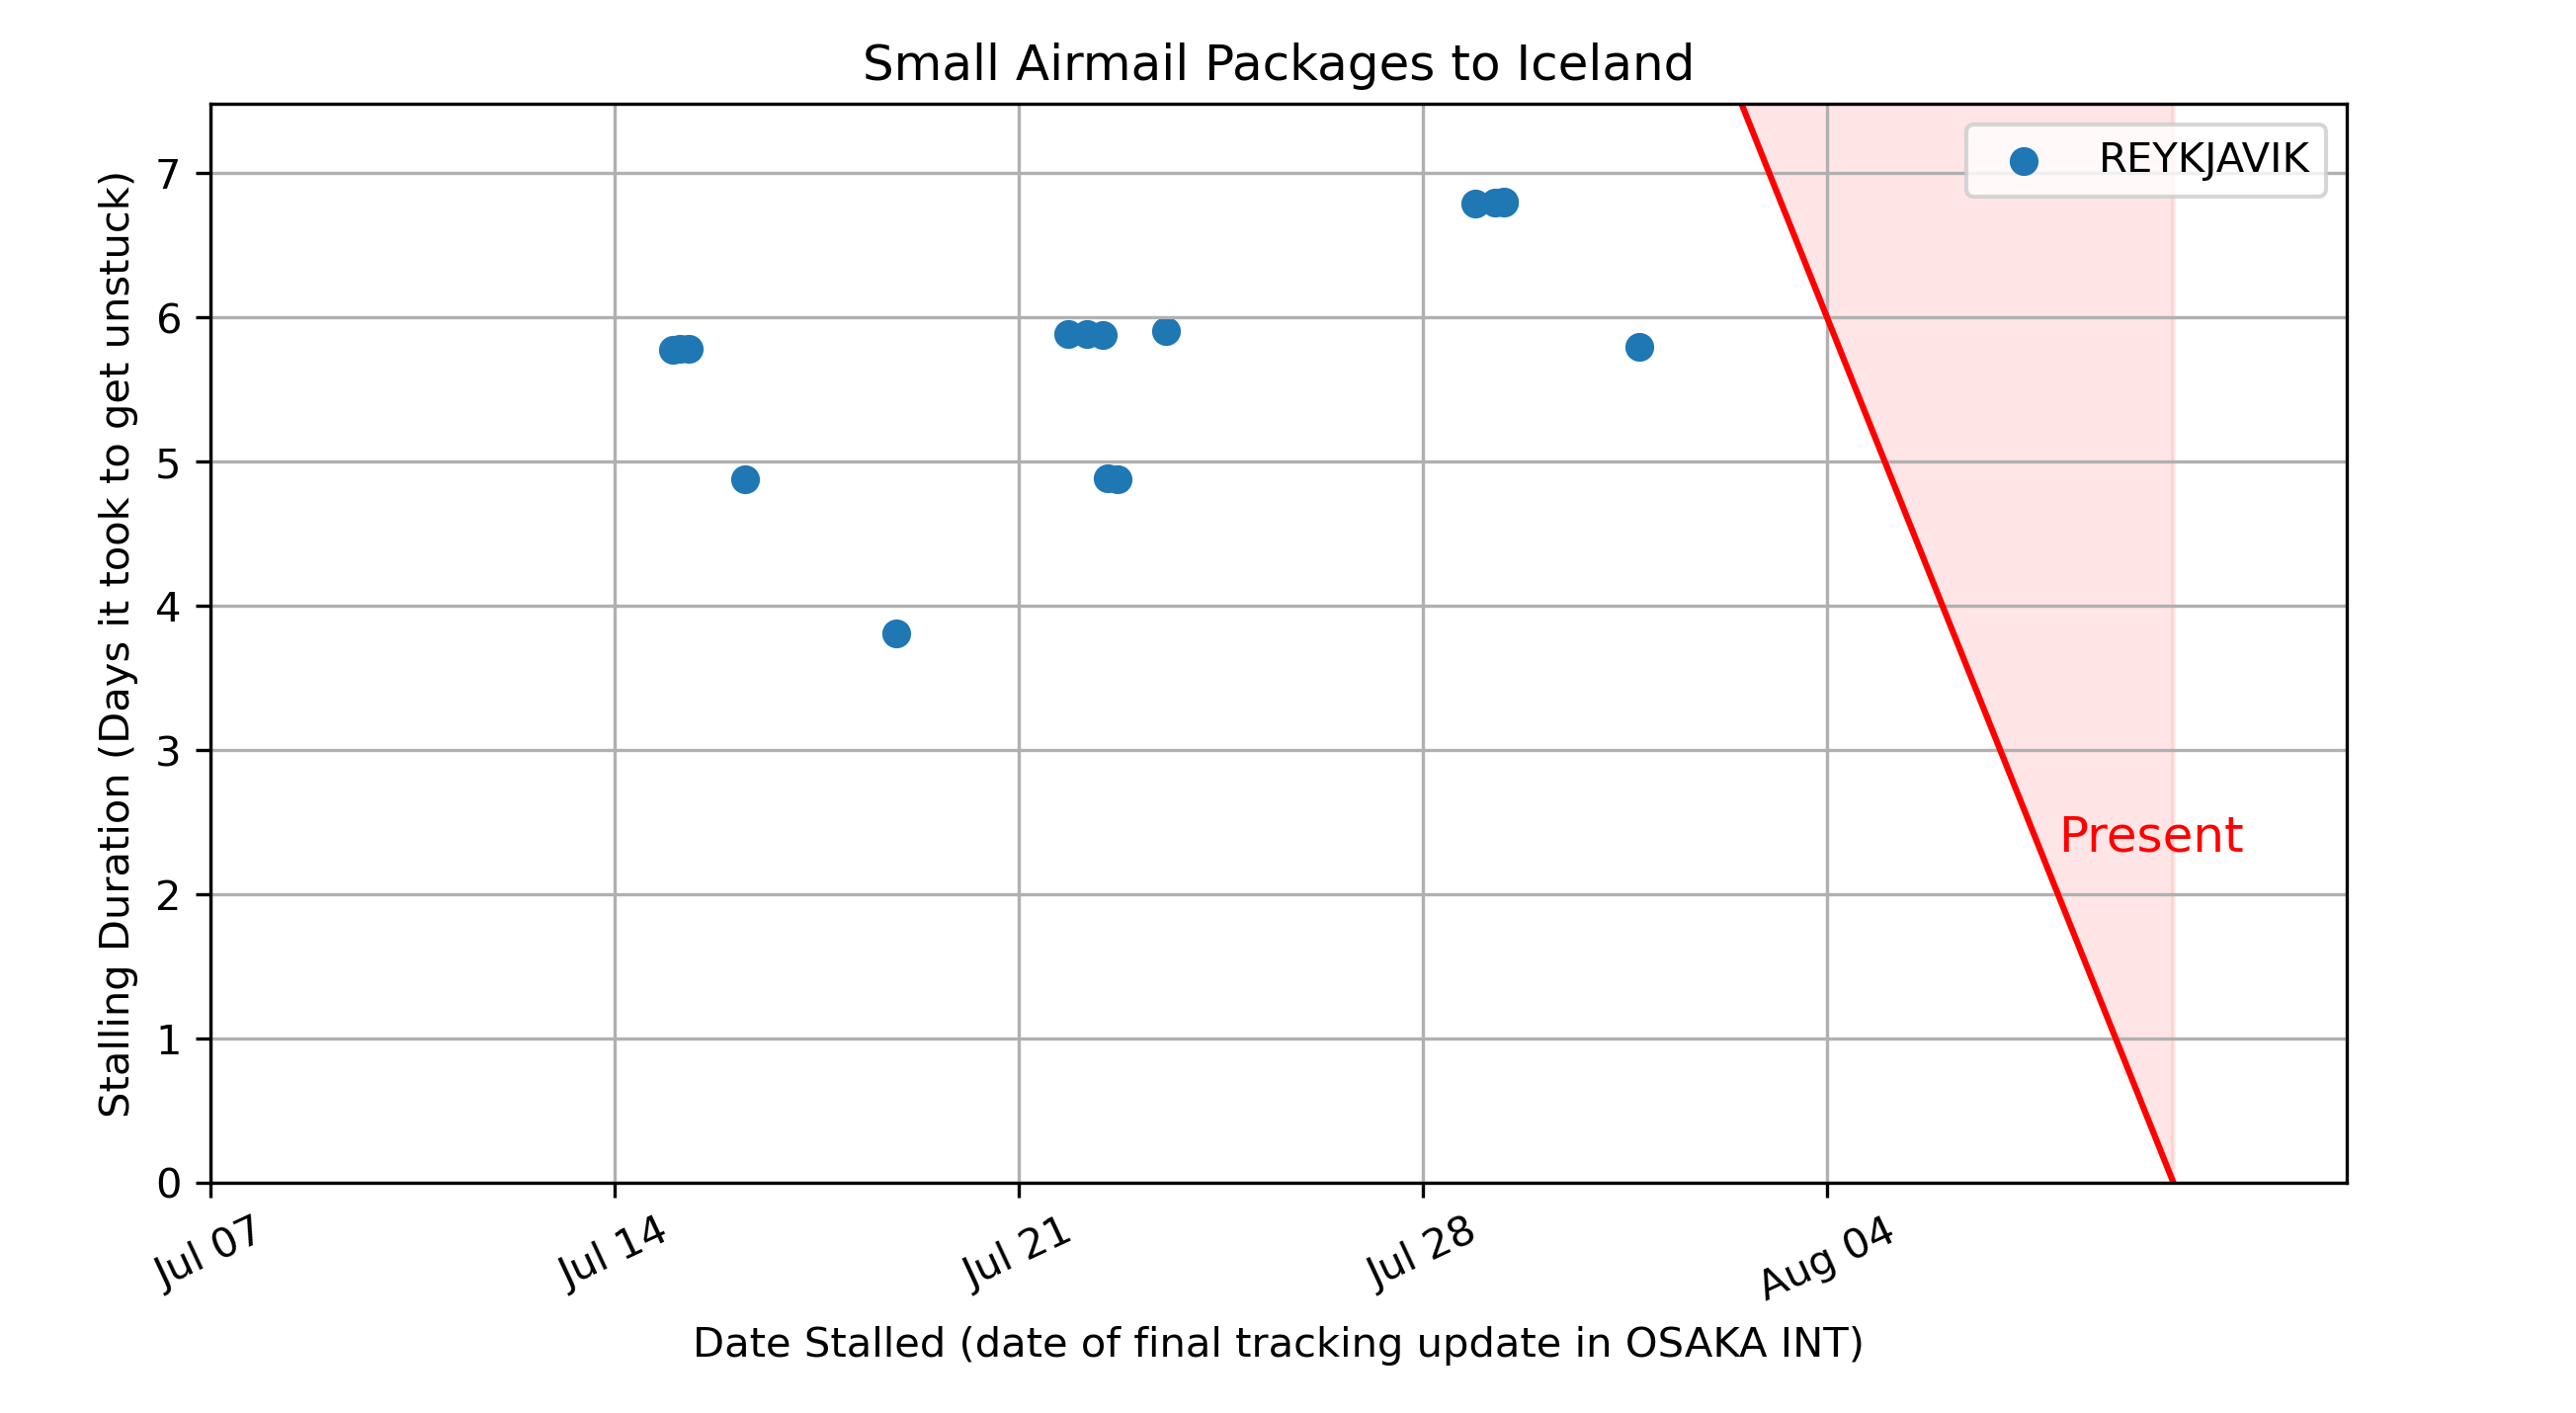 Small Airmail Packages to Iceland
REYKJAVIK
Stalling Duration (Days it took to get unstuck)
7
6
5
4
3
2
1
0
Present
Jul 07
Jul 14
Jul 21
Jul 28
Aug 04
Date Stalled (date of final tracking update in OSAKA INT)